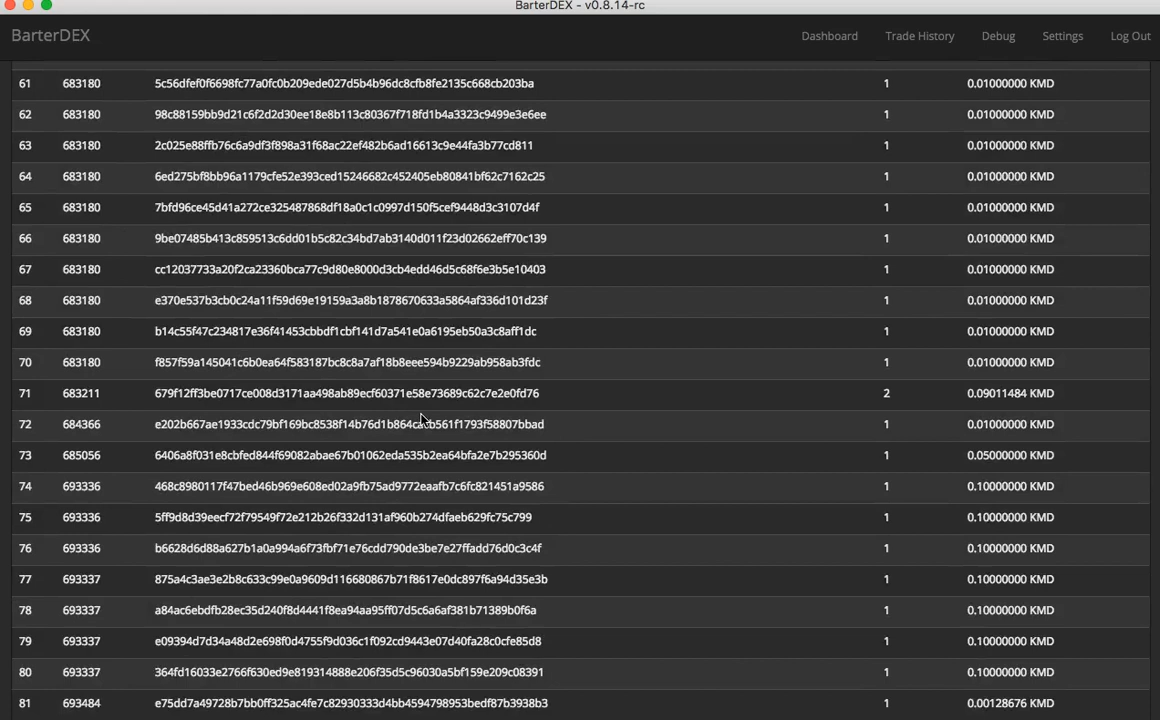 BarterDEX - v0.8.14-rc
BarterDEX Dashboard Trade History Debug Settings Log Out
61 683180 5c56dfef0f6698fc77a0fc0b209ede027d5b4b96dc8cfb8fe2135c668cb203ba 1 0.01000000 KMD
62 683180 98c88159bb9d21c6f2d2d30ee18e8b113c80367f718fd1b4a3323c9499e3e6ee 1 0.01000000 KMD
63 683180 2c025e88ffb76c6a9df3f898a31f68ac22ef482b6ad16613c9e44fa3b77cd811 1 0.01000000 KMD
64 683180 6ed275bf8bb96a1179cfe52e393ced15246682c452405eb80841bf62c7162c25 1 0.01000000 KMD
65 683180 7bfd96ce45d41a272ce325487868df18a0c1c0997d150f5cef9448d3c3107d4f 1 0.01000000 KMD
66 683180 9be07485b413c859513c6dd01b5c82c34bd7ab3140d011f23d02662eff70c139 1 0.01000000 KMD
67 683180 cc12037733a20f2ca23360bca77c9d80e8000d3cb4edd46d5c68f6e3b5e10403 1 0.01000000 KMD
68 683180 e370e537b3cb0c24a11f59d69e19159a3a8b1878670633a5864af336d101d23f 1 0.01000000 KMD
69 683180 b14c55f47c234817e36f41453cbbdf1cbf141d7a541e0a6195eb50a3c8aff1dc 1 0.01000000 KMD
70 683180 f857f59a145041c6b0ea64f583187bc8c8a7af18b8eee594b9229ab958ab3fdc 1 0.01000000 KMD
71 683211 679f12ff3be0717ce008d3171aa498ab89ecf60371e58e73689c62c7e2e0fd76 2 0.09011484 KMD
72 684366 1 0.01000000 KMD
73 685056 6406a8f031e8cbfed844f69082abae67b01062eda535b2ea64bfa2e7b295360d 1 0.05000000 KMD
74 693336 468c8980117f47bed46b969e608ed02a9fb75ad9772eaafb7c6fc821451a9586 1 0.10000000 KMD
75 693336 5ff9d8d39eecf72f79549f72e212b26f332d131af960b274dfaeb629fc75c799 1 0.10000000 KMD
76 693336 b6628d6d88a627b1a0a994a6f73fbf71e76cdd790de3be7e27ffadd76d0c3c4f 1 0.10000000 KMD
77 693337 875a4c3ae3e2b8c633c99e0a9609d116680867b71f8617e0dc897f6a94d35e3b 1 0.10000000 KMD
78 693337 a84ac6ebdfb28ec35d240f8d4441f8ea94aa95ff07d5c6a6af381b71389b0f6a 1 0.10000000 KMD
79 693337 e09394d7d34a48d2e698f0d4755f9d036c1f092cd9443e07d40fa28c0cfe85d8 1 0.10000000 KMD
80 693337 364fd16033e2766f630ed9e819314888e206f35d5c96030a5bf159e209c08391 1 0.10000000 KMD
81 693484 e75dd7a49728b7bb0ff325ac4fe7c82930333d4bb4594798953bedf87b3938b3 1 0.00128676 KMD